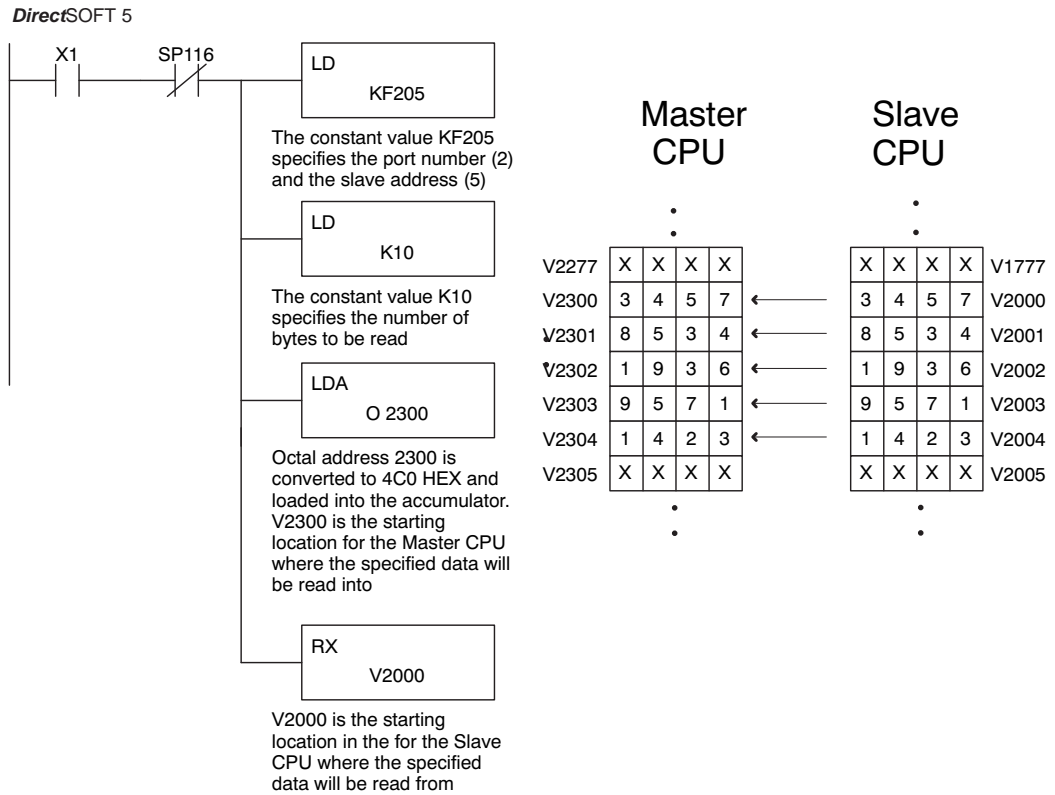 DirectSOFT 5
X1
SP116
LD
KF205
The constant value KF205
specifies the port number (2)
and the slave address (5)
LD
K10
The constant value K10
specifies the number of
bytes to be read
LDA
O 2300
Octal address 2300 is
converted to 4C0 HEX and
loaded into the accumulator.
V2300 is the starting
location for the Master CPU
where the specified data will
be read into
RX
V2000
V2000 is the starting
location in the for the Slave
CPU where the specified
data will be read from
Master
CPU
Slave
CPU
V2277 X X X X X X X X V1777
V2300 3 4 5 7 3 4 5 7 V2000
V2301 8 5 3 4 8 5 3 4 V2001
V2302 1 9 3 6 1 9 3 6 V2002
V2303 9 5 7 1 9 5 7 1 V2003
V2304 1 4 2 3 1 4 2 3 V2004
V2305 X X X X X X X X V2005